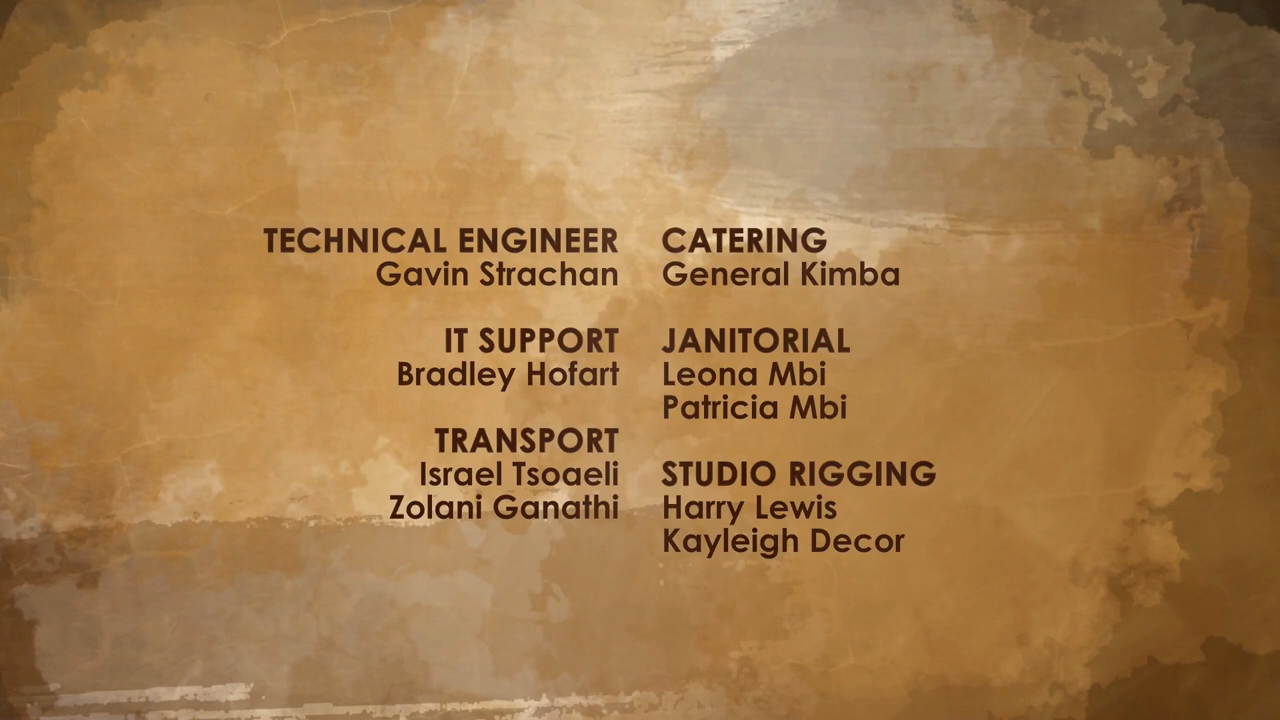 TECHNICAL ENGINEER
Gavin Strachan
IT SUPPORT
Bradley Hofart
TRANSPORT
Israel Tsoaeli
Zolani Ganathi
CATERING
General Kimba
JANITORIAL
Leona Mbi
Patricia Mbi
STUDIO RIGGING
Harry Lewis
Kayleigh Decor